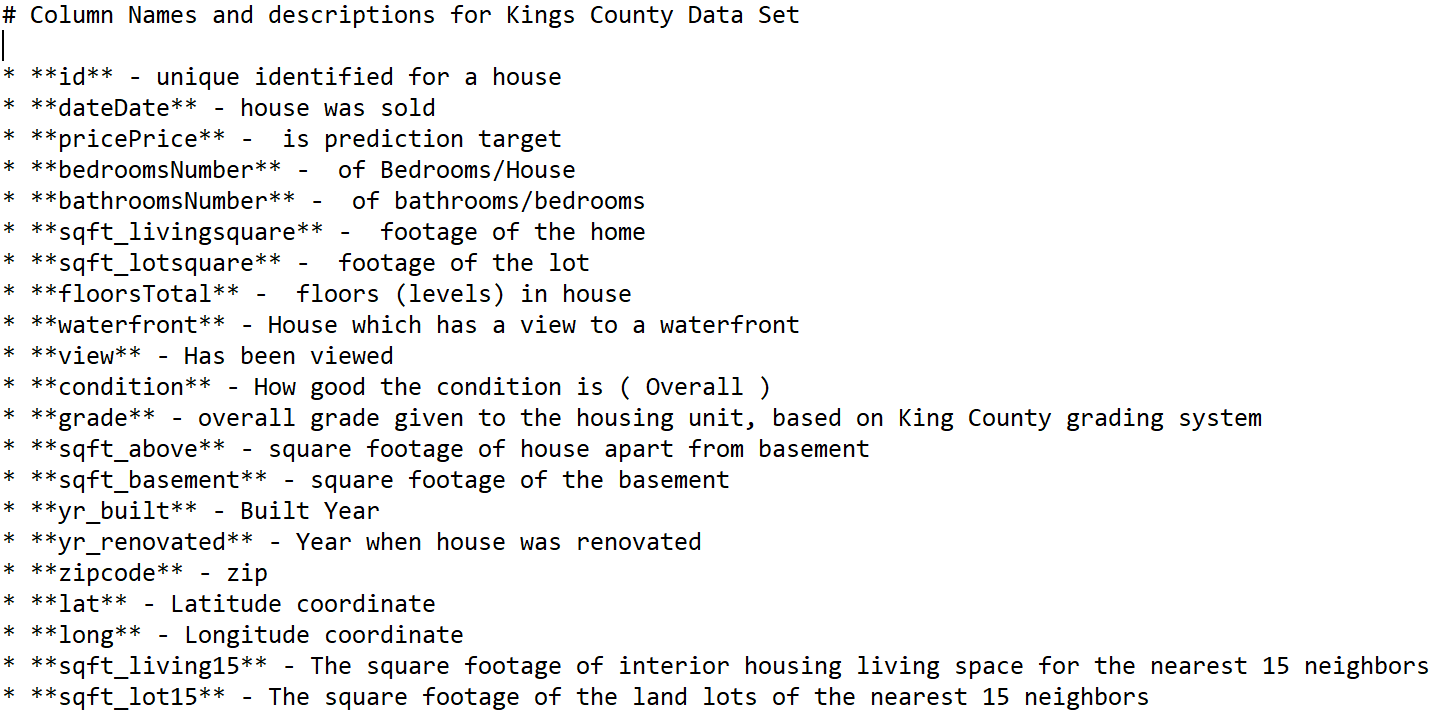 # Column Names and descriptions for Kings County Data Set
* **id** - unique identified for a house
* **dateDate** - house was sold
* **pricePrice** -  is prediction target
* **bedroomsNumber** -  of Bedrooms/House
* **bathroomsNumber** -  of bathrooms/bedrooms
* **sqft_livingsquare** -  footage of the home
* **sqft_lotsquare** -  footage of the lot
* **floorsTotal** -  floors (levels) in house
* **waterfront** - House which has a view to a waterfront
* **view** - Has been viewed
* **condition** - How good the condition is ( Overall )
* **grade** - overall grade given to the housing unit, based on King County grading system
* **sqft_above** - square footage of house apart from basement
* **sqft_basement** - square footage of the basement
* **yr_built** - Built Year
* **yr_renovated** - Year when house was renovated
* **zipcode** - zip
* **lat** - Latitude coordinate
* **long** - Longitude coordinate
* **sqft_living15** - The square footage of interior housing living space for the nearest 15 neighbors
* **sqft_lot15** - The square footage of the land lots of the nearest 15 neighbors